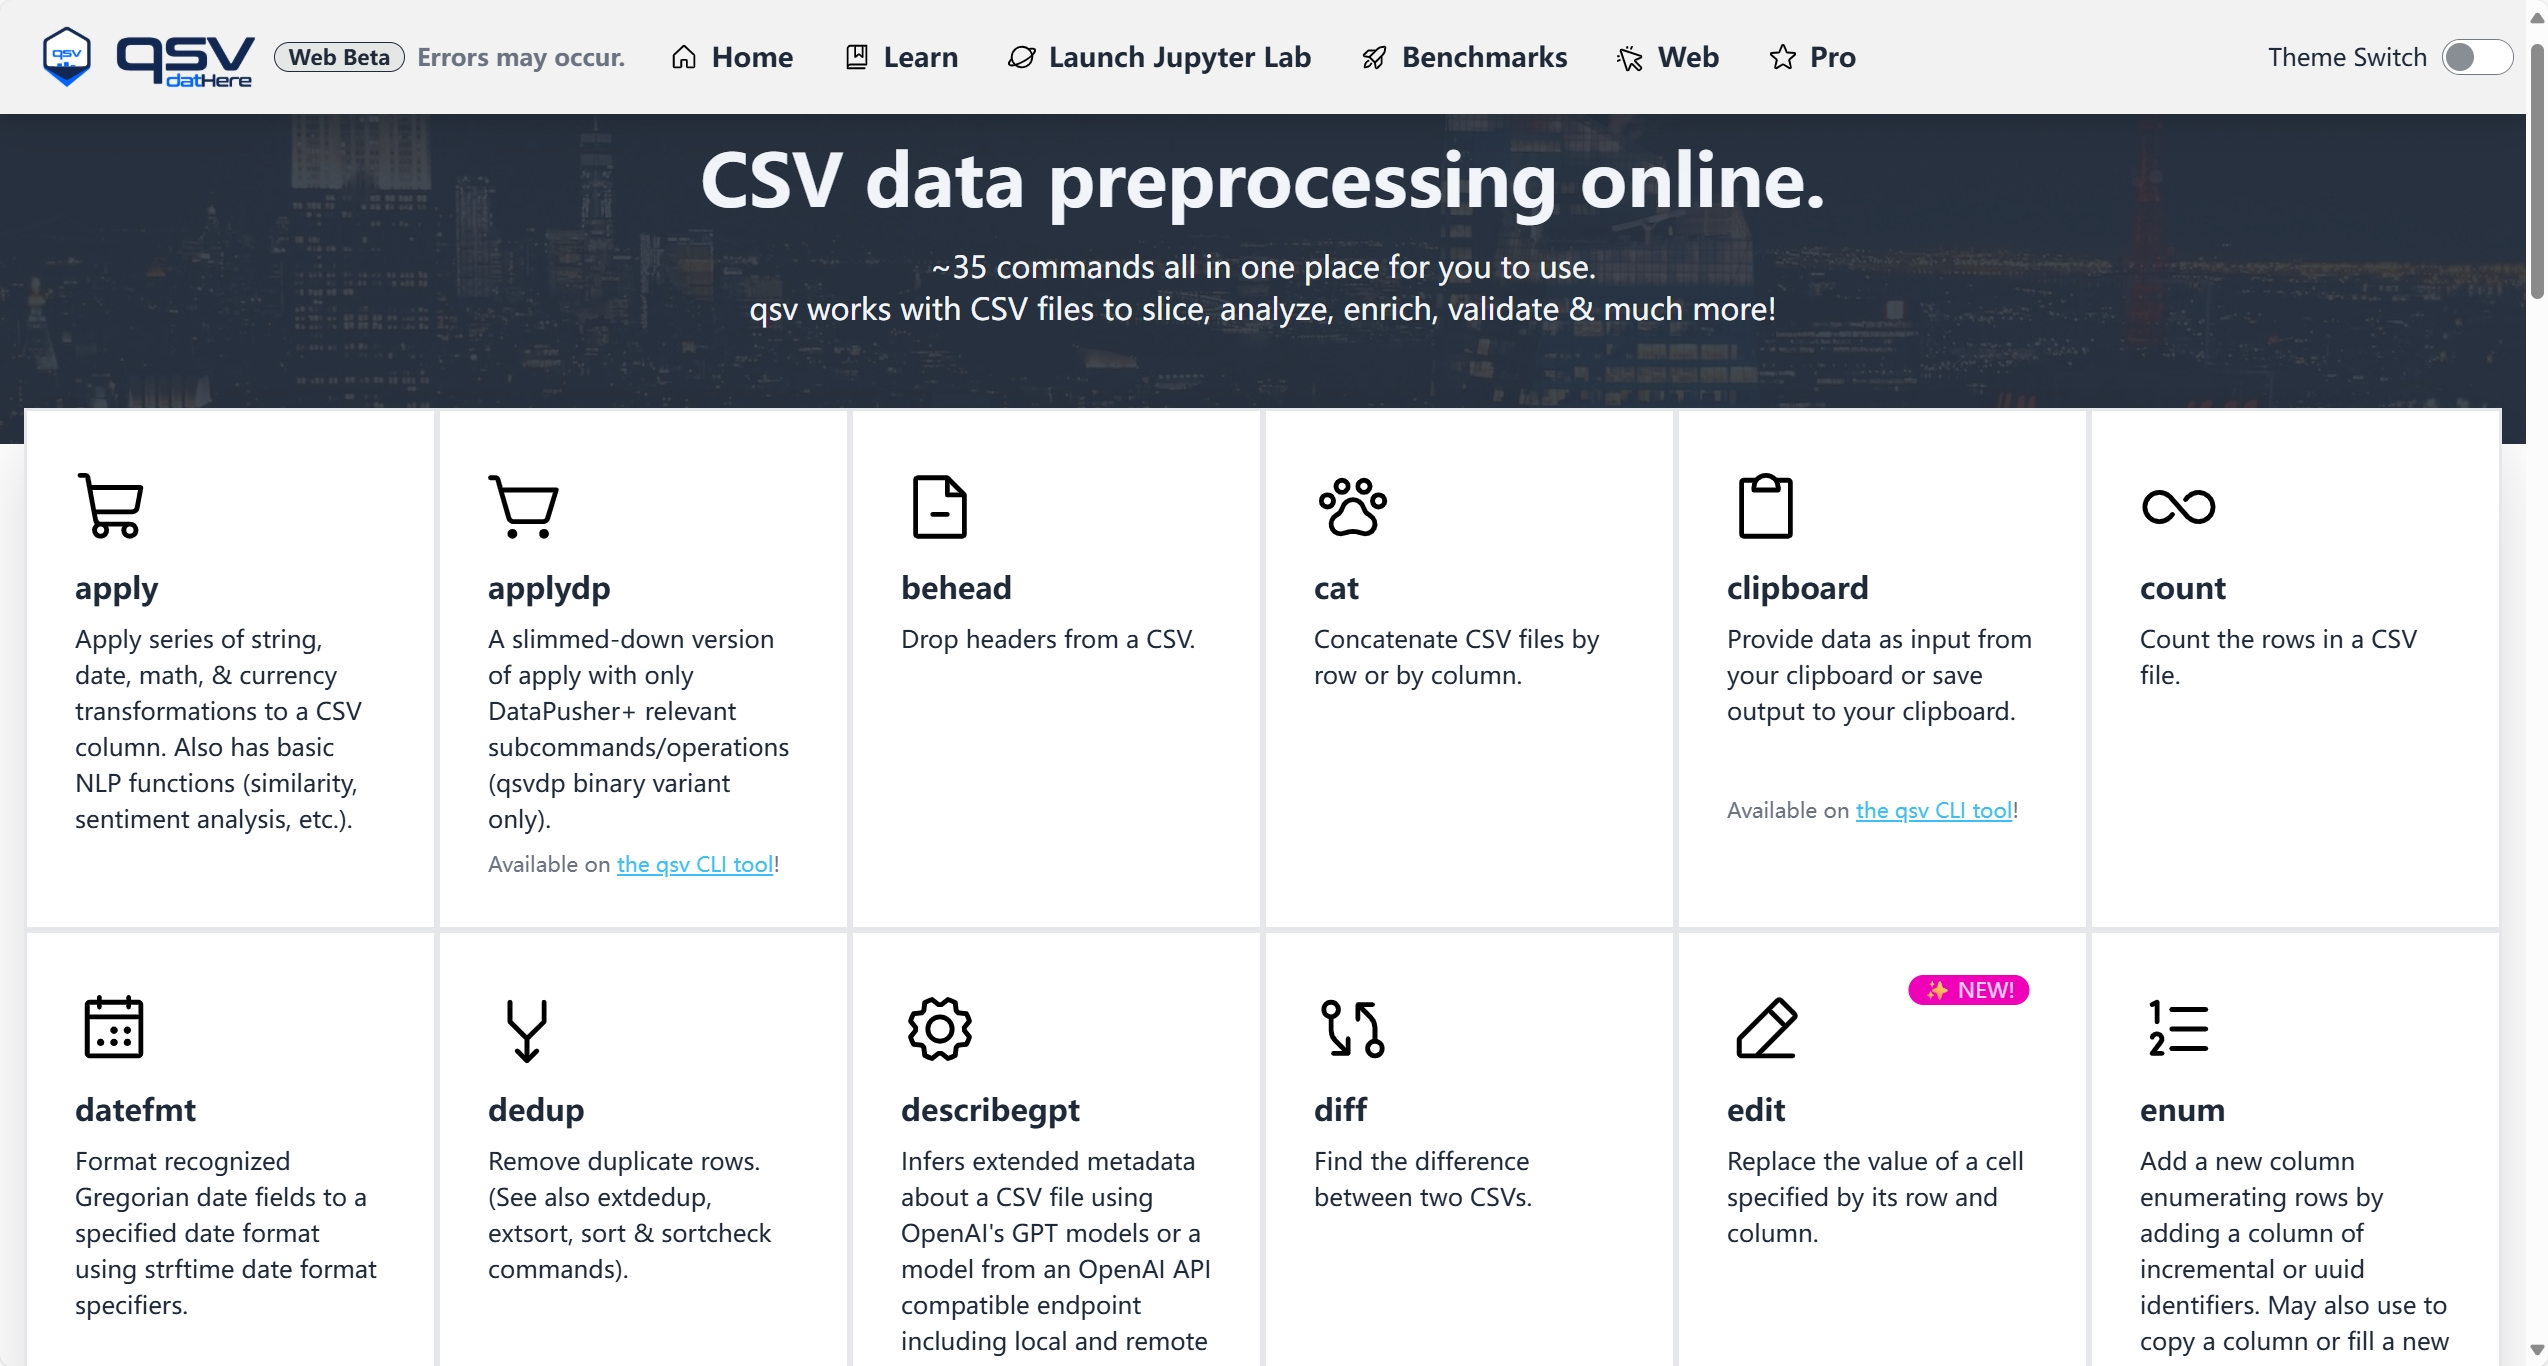 qsv
qsv
datHere
Web Beta
Errors may occur.
Home
Learn
Launch Jupyter Lab
Benchmarks
Web
Pro
Theme Switch
CSV data preprocessing online.
~35 commands all in one place for you to use.
qsv works with CSV files to slice, analyze, enrich, validate & much more!
apply
Apply series of string,
date, math, & currency
transformations to a CSV
column. Also has basic
NLP functions (similarity,
sentiment analysis, etc.).
applydp
A slimmed-down version
of apply with only
DataPusher+ relevant
subcommands/operations
(qsvdp binary variant
only).
Available on the qsv CLI tool!
behead
Drop headers from a CSV.
cat
Concatenate CSV files by
row or by column.
clipboard
Provide data as input from
your clipboard or save
output to your clipboard.
Available on the qsv CLI tool!
count
Count the rows in a CSV
file.
datefmt
Format recognized
Gregorian date fields to a
specified date format
using strftime date format
specifiers.
dedup
Remove duplicate rows.
(See also extdedup,
extsort, sort & sortcheck
commands).
describegpt
Infers extended metadata
about a CSV file using
OpenAI's GPT models or a
model from an OpenAI API
compatible endpoint
including local and remote
diff
Find the difference
between two CSVs.
✨ NEW!
edit
Replace the value of a cell
specified by its row and
column.
1
2
enum
Add a new column
enumerating rows by
adding a column of
incremental or uuid
identifiers. May also use to
copy a column or fill a new